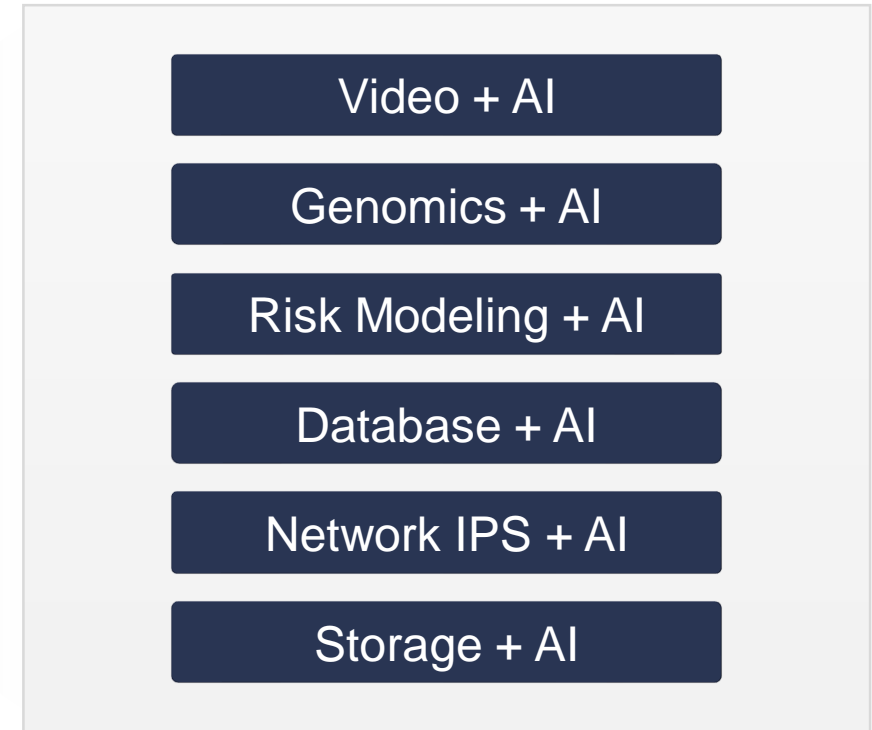 Video + AI
Genomics + AI
Risk Modeling + AI
Database + AI
Network IPS + AI
Storage + AI